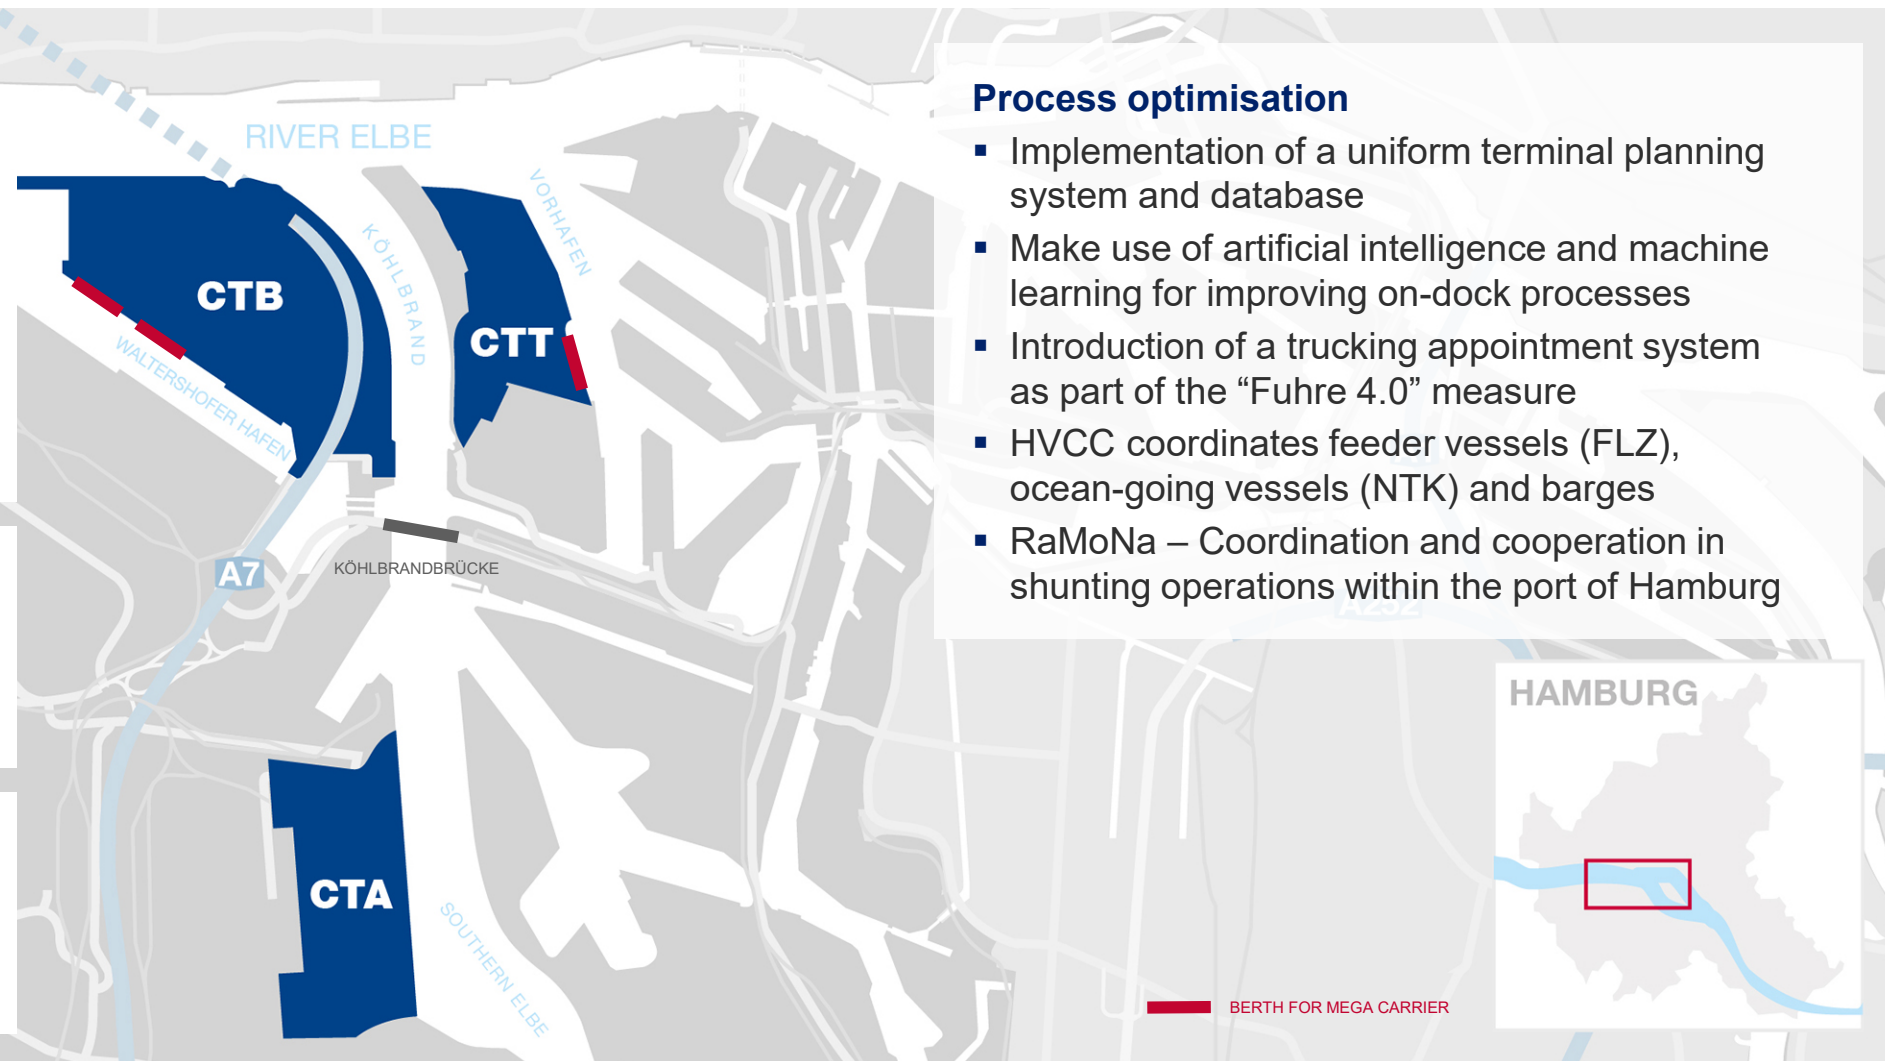 Process optimisation
▪ Implementation of a uniform terminal planning
system and database
▪ Make use of artificial intelligence and machine
learning for improving on-dock processes
▪ Introduction of a trucking appointment system
as part of the “Fuhre 4.0” measure
▪ HVCC coordinates feeder vessels (FLZ),
ocean-going vessels (NTK) and barges
▪ RaMoNa – Coordination and cooperation in
shunting operations within the port of Hamburg
RIVER ELBE
VORHAFEN
KÖHLBRAND
CTB
CTT
WALTERSHOFER HAFEN
A7
KÖHLBRANDBRÜCKE
A252
HAMBURG
CTA
SOUTHERN ELBE
BERTH FOR MEGA CARRIER